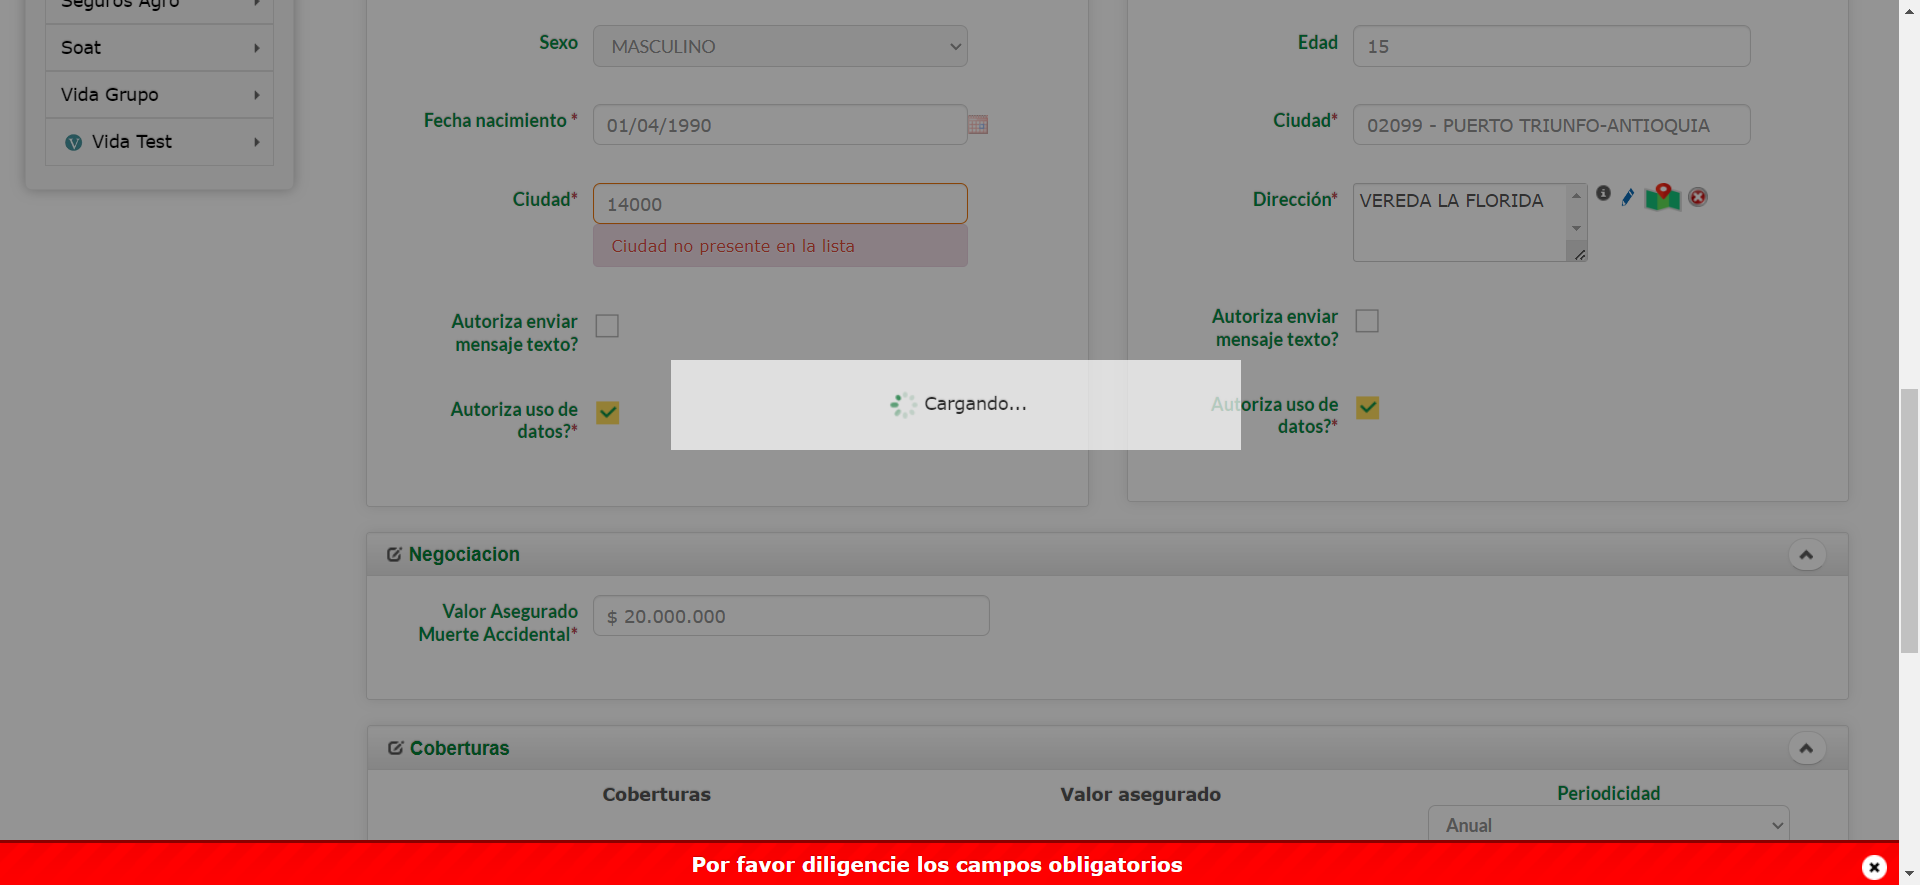 Seguros Agro
Soat
Vida Grupo
Vida Test
Sexo
MASCULINO
Fecha nacimiento *
01/04/1990
Ciudad*
14000
Ciudad no presente en la lista
Autoriza enviar
mensaje texto?
Autoriza uso de
datos?*
Edad
15
Ciudad*
02099 - PUERTO TRIUNFO-ANTIOQUIA
Dirección*
VEREDA LA FLORIDA
Autoriza enviar
mensaje texto?
Autoriza uso de
datos?*
Cargando...
Negociacion
Valor Asegurado
Muerte Accidental*
$ 20.000.000
Coberturas
Coberturas
Valor asegurado
Periodicidad
Anual
Por favor diligencie los campos obligatorios